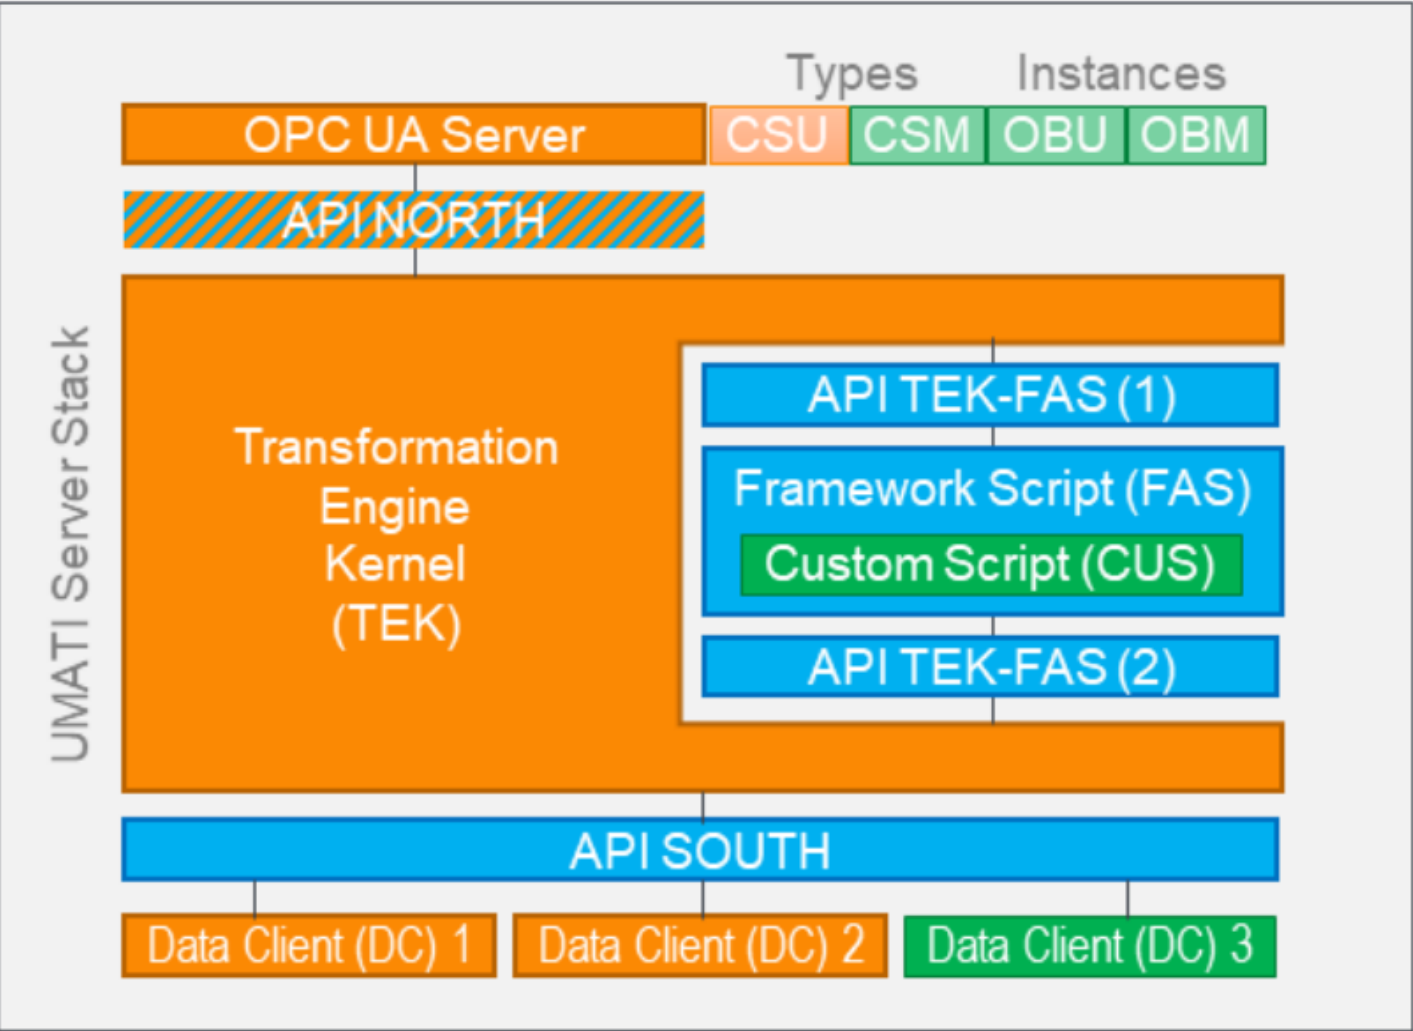 Types Instances
OPC UA Server CSU CSM OBU OBM
API NORTH
UMATI Server Stack
API TEK-FAS (1)
Transformation
Engine
Kernel
(TEK)
Framework Script (FAS)
Custom Script (CUS)
API TEK-FAS (2)
API SOUTH
Data Client (DC) 1 Data Client (DC) 2 Data Client (DC) 3